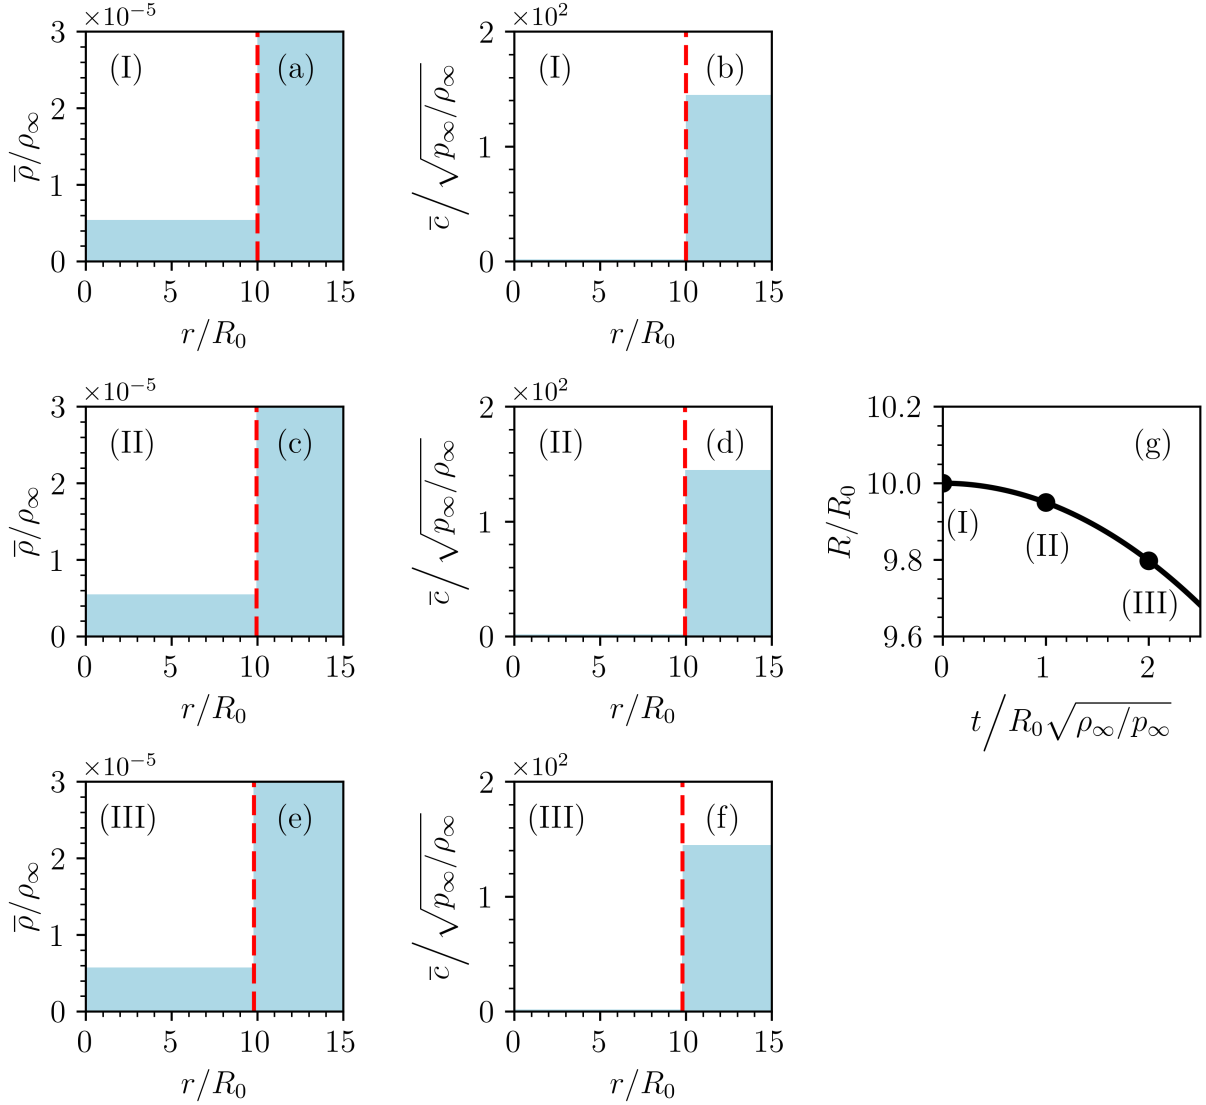 ×10⁻⁵
3
2
1
0
ρ̅/ρ∞
(I)
(a)
0 5 10 15
r/R₀
×10²
2
1
0
c̅/√p∞/ρ∞
(I)
(b)
0 5 10 15
r/R₀
×10⁻⁵
3
2
1
0
ρ̅/ρ∞
(II)
(c)
0 5 10 15
r/R₀
×10²
2
1
0
c̅/√p∞/ρ∞
(II)
(d)
0 5 10 15
r/R₀
10.2
10.0
9.8
9.6
R/R₀
(g)
(I)
(II)
(III)
0 1 2
t/R₀√ρ∞/p∞
×10⁻⁵
3
2
1
0
ρ̅/ρ∞
(III)
(e)
0 5 10 15
r/R₀
×10²
2
1
0
c̅/√p∞/ρ∞
(III)
(f)
0 5 10 15
r/R₀